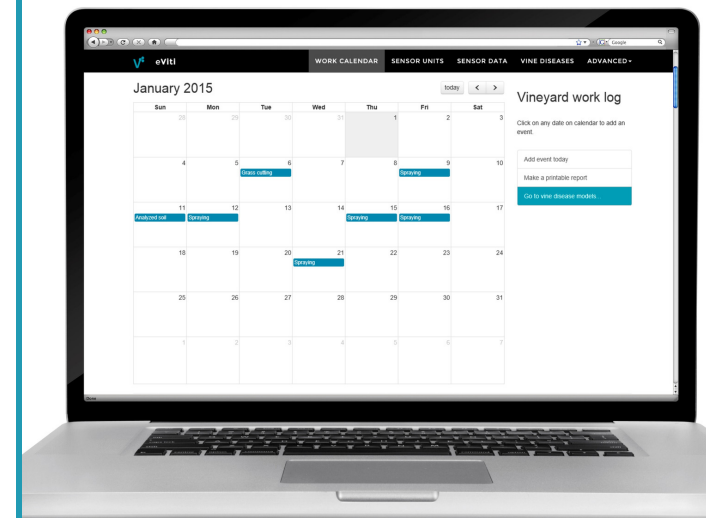 Google
V⁶ eViti
WORK CALENDAR SENSOR UNITS SENSOR DATA VINE DISEASES ADVANCED
January 2015
today < >
Sun Mon Tue Wed Thu Fri Sat
28 29 30 31 1 2 3
4 5 6 7 8 9 10
Grass cutting Spraying
11 12 13 14 15 16 17
Analyzed soil Spraying Spraying Spraying
18 19 20 21 22 23 24
Spraying
25 26 27 28 29 30 31
1 2 3 4 5 6 7
Vineyard work log
Click on any date on calendar to add an
event.
Add event today
Make a printable report
Go to vine disease models.